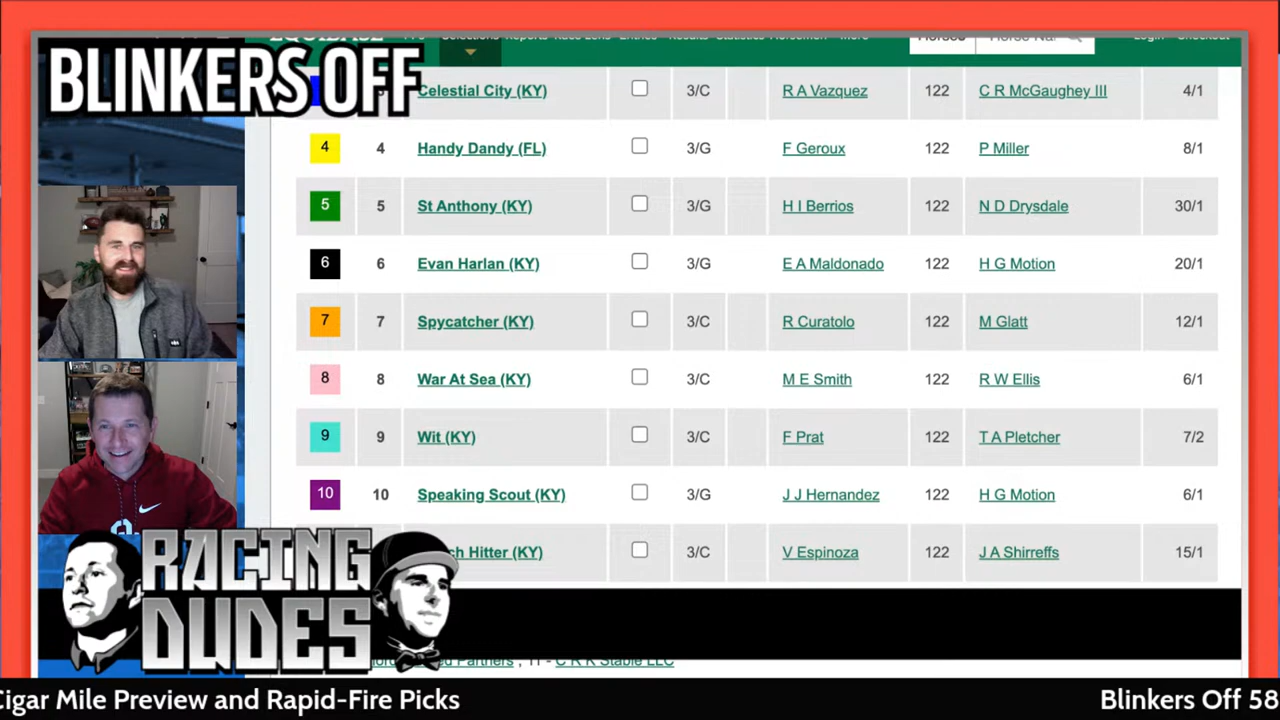 BLINKERS OFF
Celestial City (KY) 3/C R A Vazquez 122 C R McGaughey III 4/1
4 4 Handy Dandy (FL) 3/G F Geroux 122 P Miller 8/1
5 5 St Anthony (KY) 3/G H I Berrios 122 N D Drysdale 30/1
6 6 Evan Harlan (KY) 3/G E A Maldonado 122 H G Motion 20/1
7 7 Spycatcher (KY) 3/C R Curatolo 122 M Glatt 12/1
8 8 War At Sea (KY) 3/C M E Smith 122 R W Ellis 6/1
9 9 Wit (KY) 3/C F Prat 122 T A Pletcher 7/2
10 10 Speaking Scout (KY) 3/G J J Hernandez 122 H G Motion 6/1
ch Hitter (KY) 3/C V Espinoza 122 J A Shirreffs 15/1
RACING
DUDES
Partners , 11 - C R K Stable LLC
Cigar Mile Preview and Rapid-Fire Picks
Blinkers Off 58